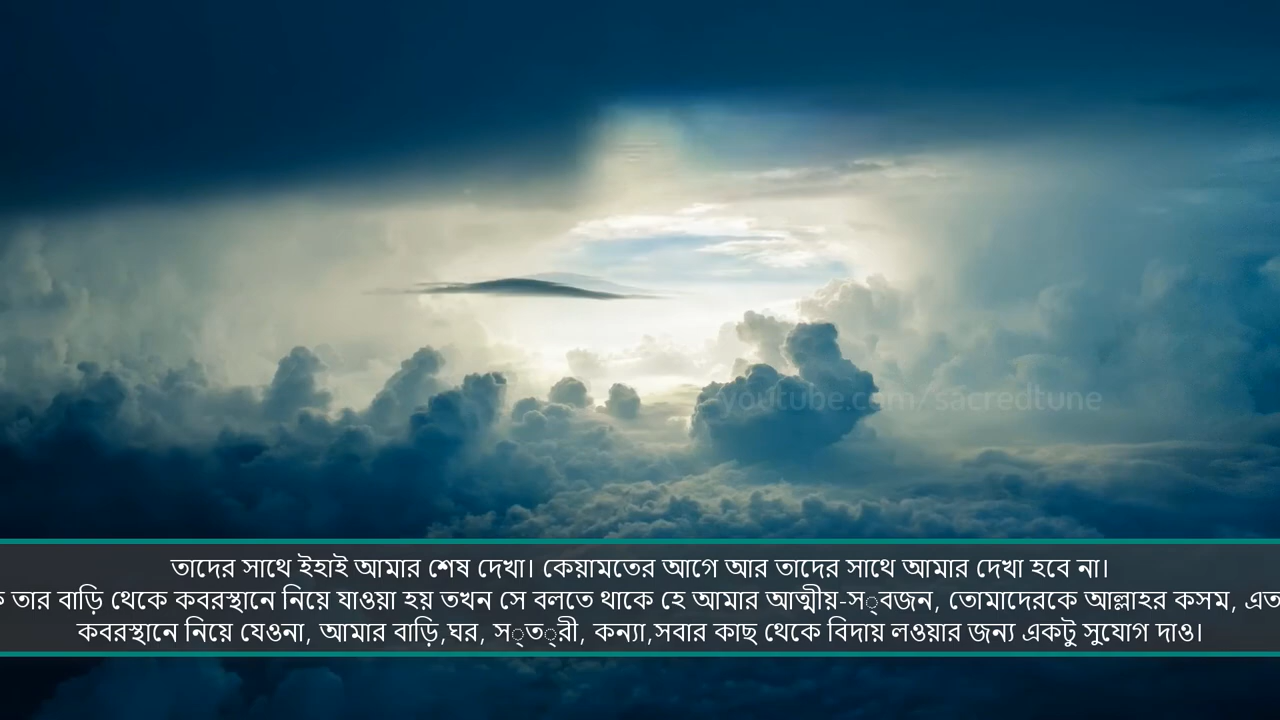 youtube.com/sacredtune
তাদের সাথে ইহাই আমার শেষ দেখা। কেয়ামতের আগে আর তাদের সাথে আমার দেখা হবে না।
তার বাড়ি থেকে কবরস্থানে নিয়ে যাওয়া হয় তখন সে বলতে থাকে হে আমার আত্মীয়-স্বজন, তোমাদেরকে আল্লাহর কসম,
কবরস্থানে নিয়ে যেওনা, আমার বাড়ি,ঘর, স্ত্রী, কন্যা,সবার কাছ থেকে বিদায় লওয়ার জন্য একটু সুযোগ দাও।